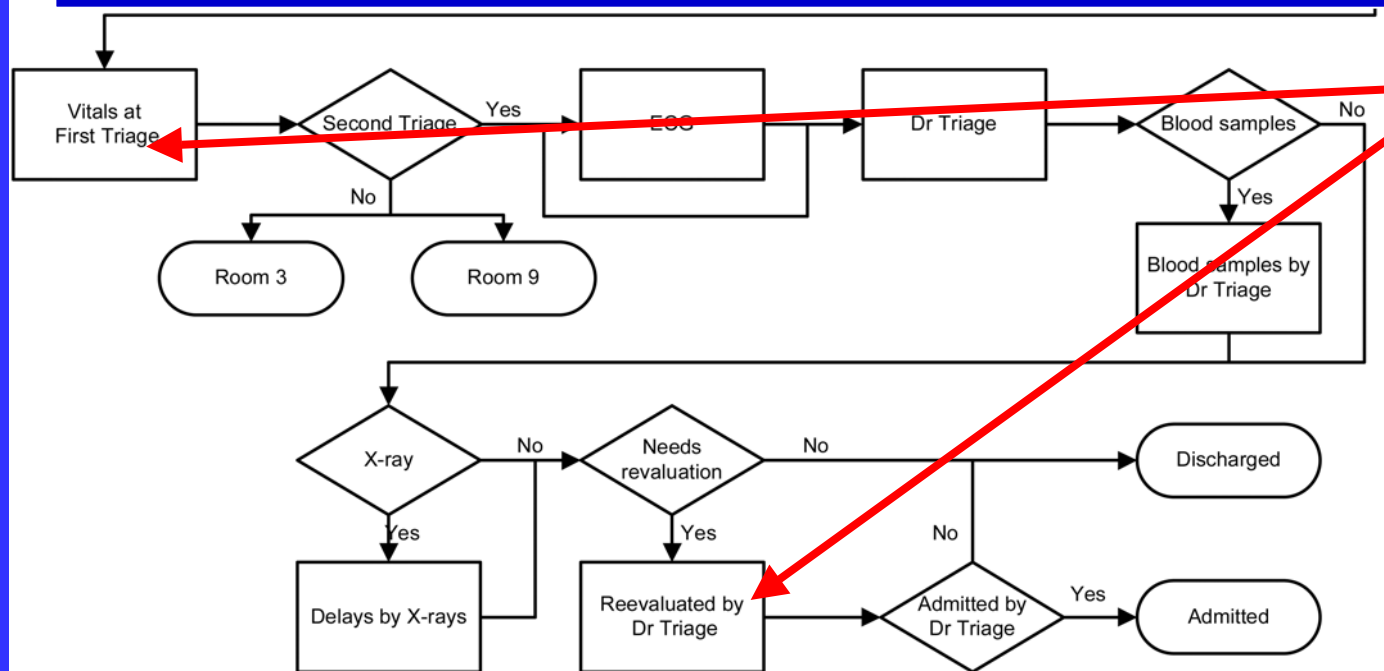 Vitals at
First Triage
Second Triage
Yes
ECG
Dr Triage
Blood samples
No
No
Yes
Room 3
Room 9
Blood samples by
Dr Triage
X-ray
No
Needs
revaluation
No
Discharged
Yes
Yes
No
Delays by X-rays
Reevaluated by
Dr Triage
Admitted by
Dr Triage
Yes
Admitted